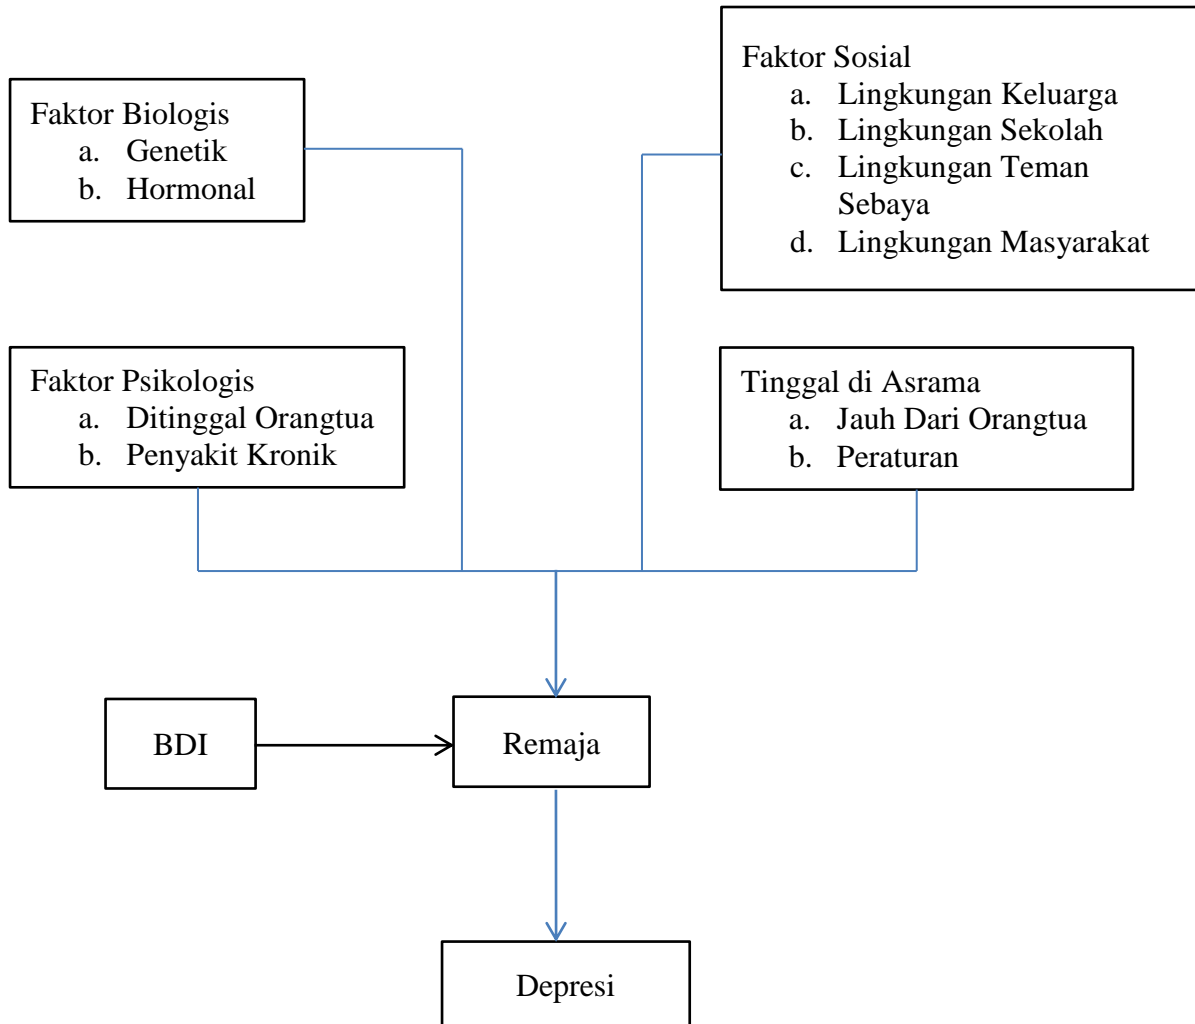 Faktor Biologis
a. Genetik
b. Hormonal
Faktor Sosial
a. Lingkungan Keluarga
b. Lingkungan Sekolah
c. Lingkungan Teman
Sebaya
d. Lingkungan Masyarakat
Faktor Psikologis
a. Ditinggal Orangtua
b. Penyakit Kronik
Tinggal di Asrama
a. Jauh Dari Orangtua
b. Peraturan
BDI
Remaja
Depresi